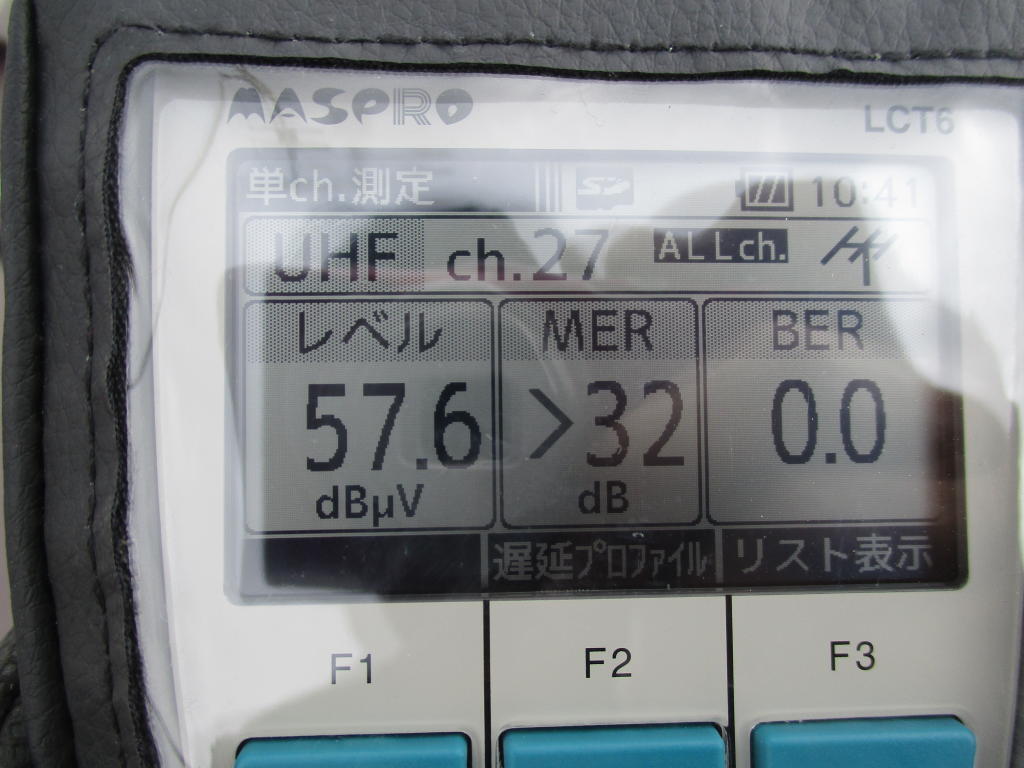 MASPRO LCT6
単ch.測定 SD 10:41
UHF ch.27 ALLch.
レベル MER BER
57.6 >32 0.0
dBμV dB
遅延プロファイル リスト表示
F1 F2 F3